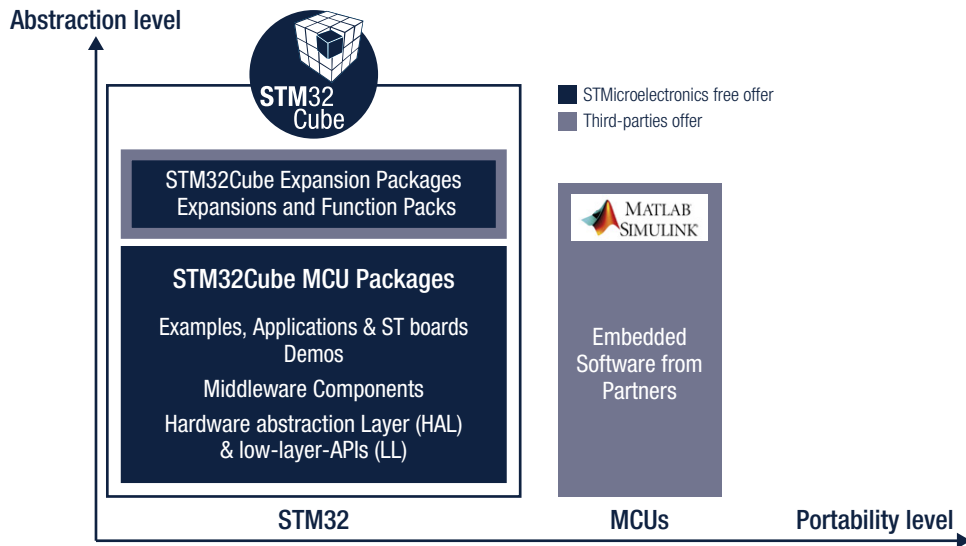 Abstraction level
STM32
Cube
STMicroelectronics free offer
Third-parties offer
STM32Cube Expansion Packages
Expansions and Function Packs
STM32Cube MCU Packages
Examples, Applications & ST boards
Demos
Middleware Components
Hardware abstraction Layer (HAL)
& low-layer-APIs (LL)
MATLAB
SIMULINK®
Embedded
Software from
Partners
STM32
MCUs
Portability level